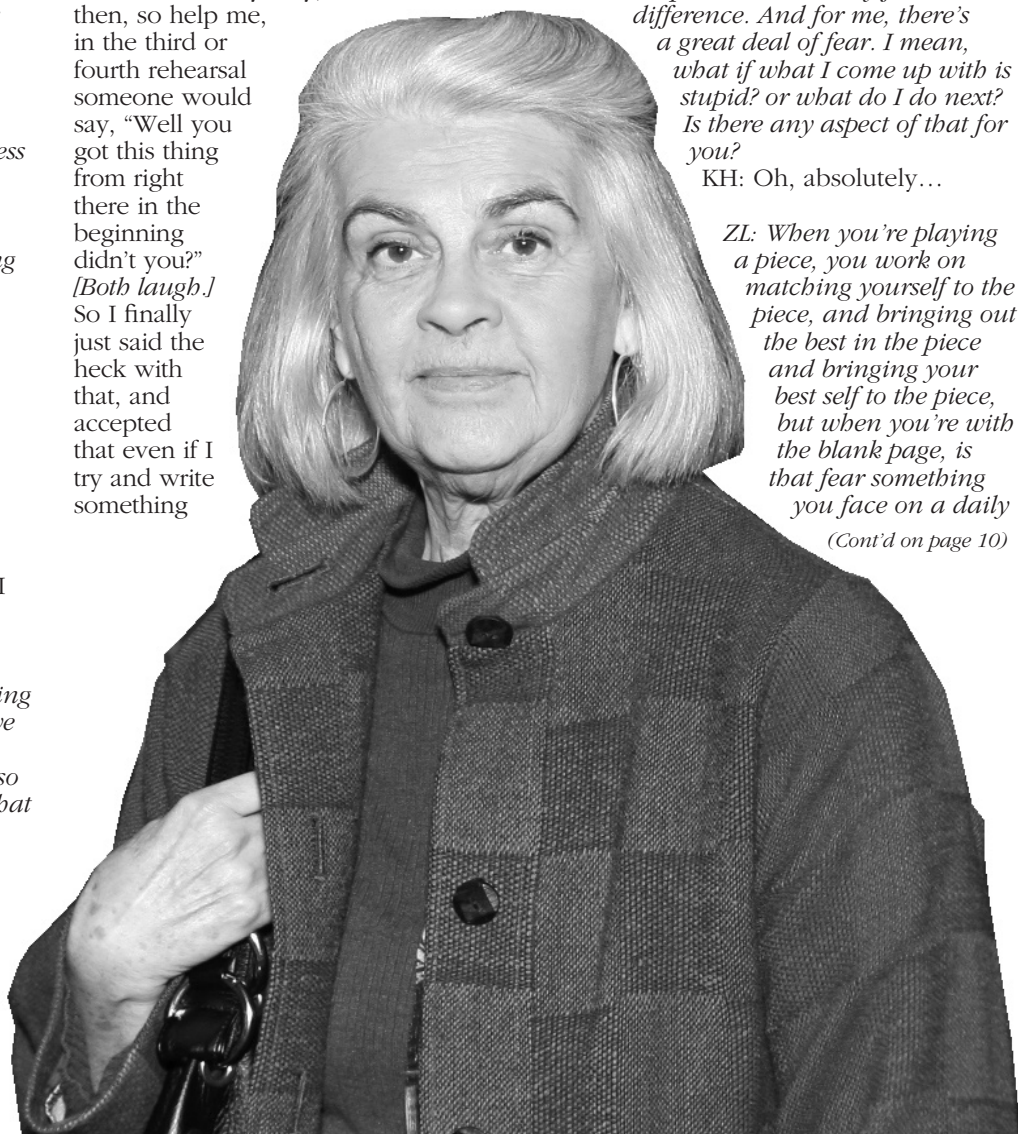 ess
ng
I
ing
ve
so
hat
then, so help me,
in the third or
fourth rehearsal
someone would
say, “Well you
got this thing
from right
there in the
beginning
didn’t you?”
[Both laugh.]
So I finally
just said the
heck with
that, and
accepted
that even if I
try and write
something
difference. And for me, there’s
a great deal of fear. I mean,
what if what I come up with is
stupid? or what do I do next?
Is there any aspect of that for
you?
KH: Oh, absolutely…
ZL: When you’re playing
a piece, you work on
matching yourself to the
piece, and bringing out
the best in the piece
and bringing your
best self to the piece,
but when you’re with
the blank page, is
that fear something
you face on a daily
(Cont’d on page 10)